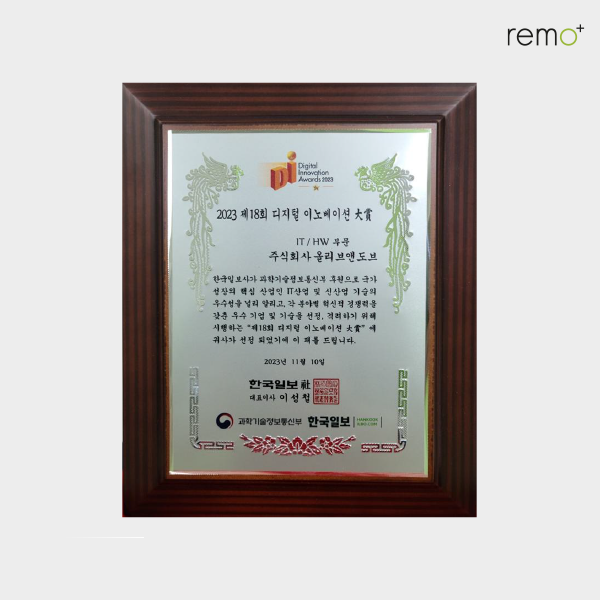 remo+
Di Digital
Innovation
Awards 2023
2023 제18회 디지털 이노베이션 大賞
IT / HW 부문
주식회사 올리브앤도브
한국일보사가 과학기술정보통신부 후원으로 국가
성장의 핵심 산업인 IT산업 및 신산업 기술의
우수성을 널리 알리고, 각 분야별 혁신적 경쟁력을
갖춘 우수 기업 및 기술을 선정, 격려하기 위해
시행하는 "제18회 디지털 이노베이션 大賞" 에
귀사가 선정 되었기에 이 패를 드립니다.
2023년 11월 10일
한국일보 社
대표이사 이성철
과학기술정보통신부 한국일보 HANKOOK
ILBO.COM